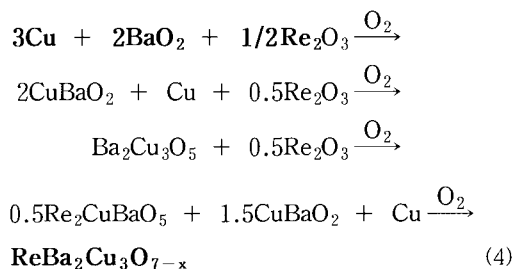 3Cu + 2BaO₂ + 1/2Re₂O₃ —O₂→
2CuBaO₂ + Cu + 0.5Re₂O₃ —O₂→
Ba₂Cu₃O₅ + 0.5Re₂O₃ —O₂→
0.5Re₂CuBaO₅ + 1.5CuBaO₂ + Cu —O₂→
ReBa₂Cu₃O₇₋ₓ (4)